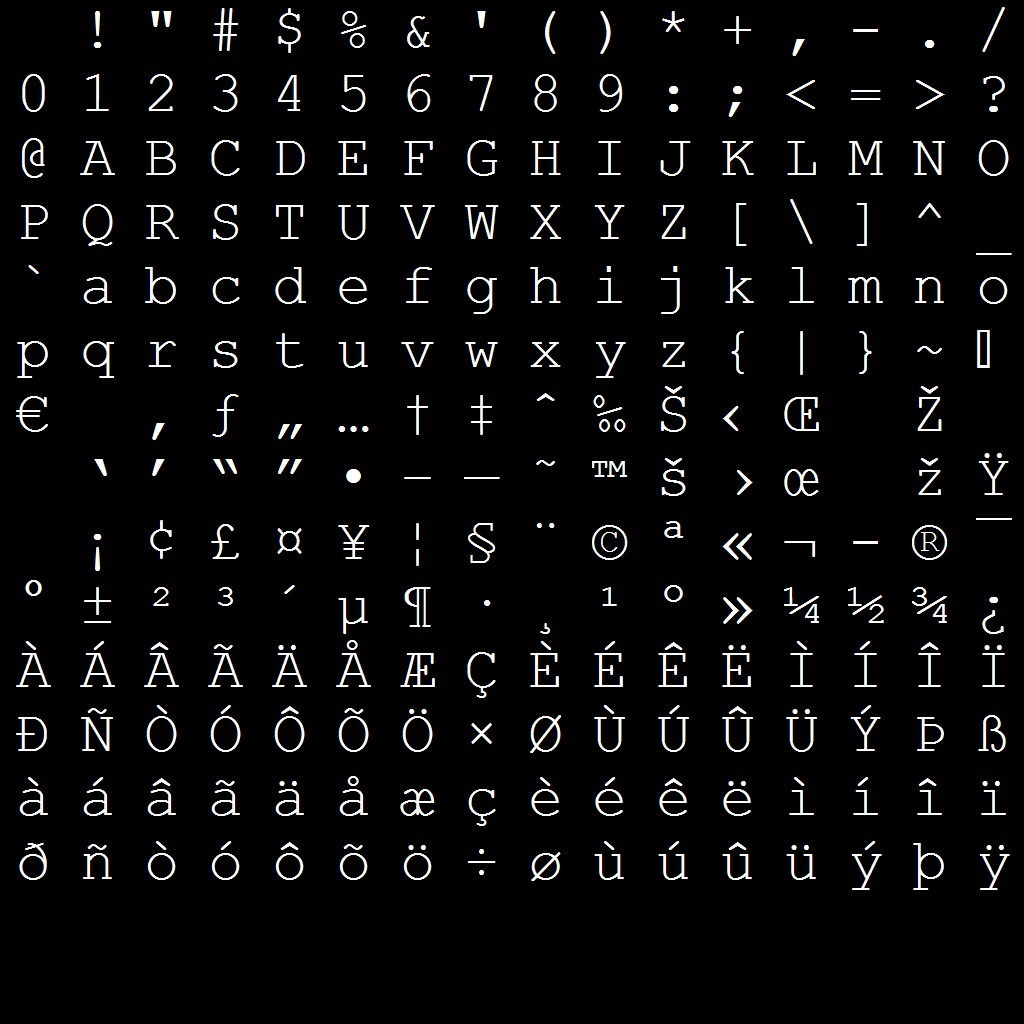 ! " # $ % & ' ( ) * + , - . /
0 1 2 3 4 5 6 7 8 9 : ; < = > ?
@ A B C D E F G H I J K L M N O
P Q R S T U V W X Y Z [ \ ] ^ _
` a b c d e f g h i j k l m n o
p q r s t u v w x y z { | } ~ ▯
€ ‚ ƒ „ … † ‡ ˆ ‰ Š ‹ Œ Ž
‘ ’ “ ” • – — ˜ ™ š › œ ž Ÿ
¡ ¢ £ ¤ ¥ ¦ § ¨ © ª « ¬ - ® ¯
° ± ² ³ ´ µ ¶ · ¸ ¹ º » ¼ ½ ¾ ¿
À Á Â Ã Ä Å Æ Ç È É Ê Ë Ì Í Î Ï
Ð Ñ Ò Ó Ô Õ Ö × Ø Ù Ú Û Ü Ý Þ ß
à á â ã ä å æ ç è é ê ë ì í î ï
ð ñ ò ó ô õ ö ÷ ø ù ú û ü ý þ ÿ